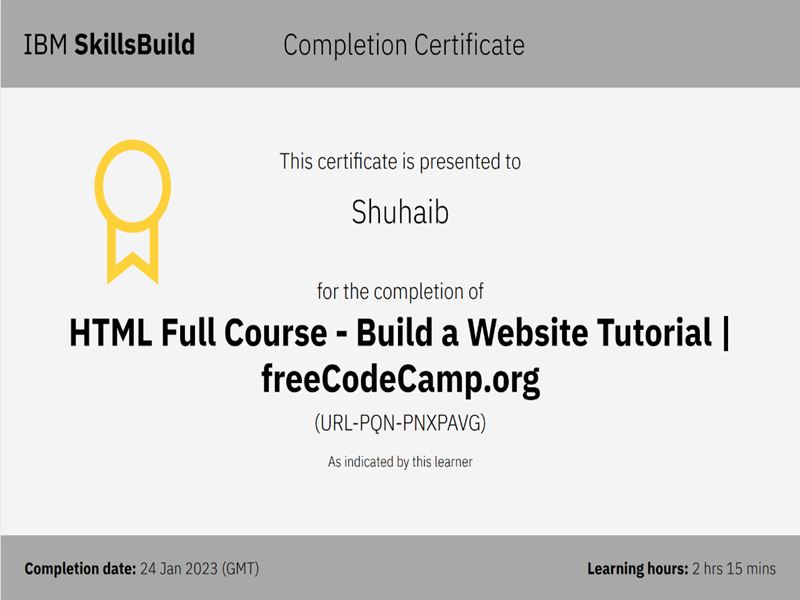 IBM SkillsBuild Completion Certificate
This certificate is presented to
Shuhaib
for the completion of
HTML Full Course - Build a Website Tutorial |
freeCodeCamp.org
(URL-PQN-PNXPAVG)
As indicated by this learner
Completion date: 24 Jan 2023 (GMT) Learning hours: 2 hrs 15 mins